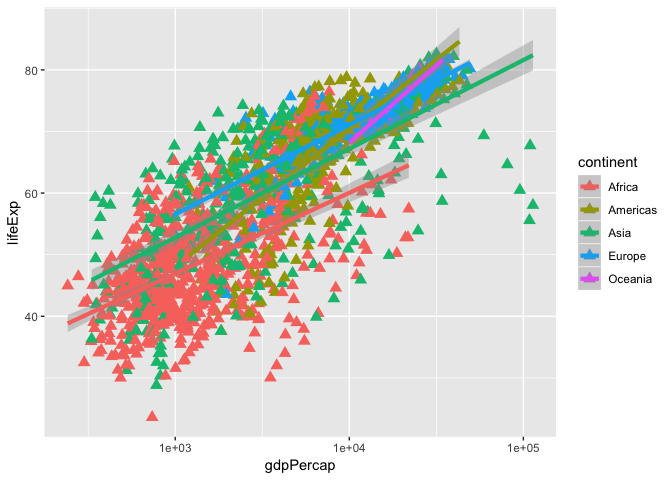 80
60
40
lifeExp
1e+03
1e+04
1e+05
gdpPercap
continent
Africa
Americas
Asia
Europe
Oceania